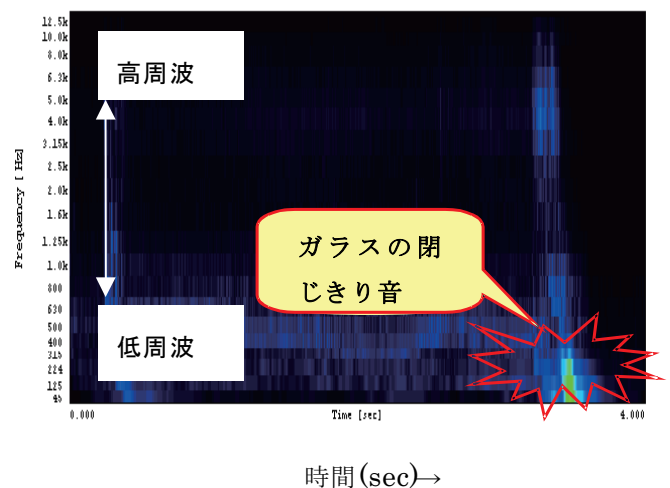 12.5k
10.0k
8.0k
6.3k
5.0k
4.0k
3.15k
2.5k
2.0k
1.6k
1.25k
1.0k
800
630
500
400
315
224
125
45
Frequency [ Hz]
高周波
低周波
ガラスの閉
じきり音
0.000
Time [sec]
4.000
時間(sec)→